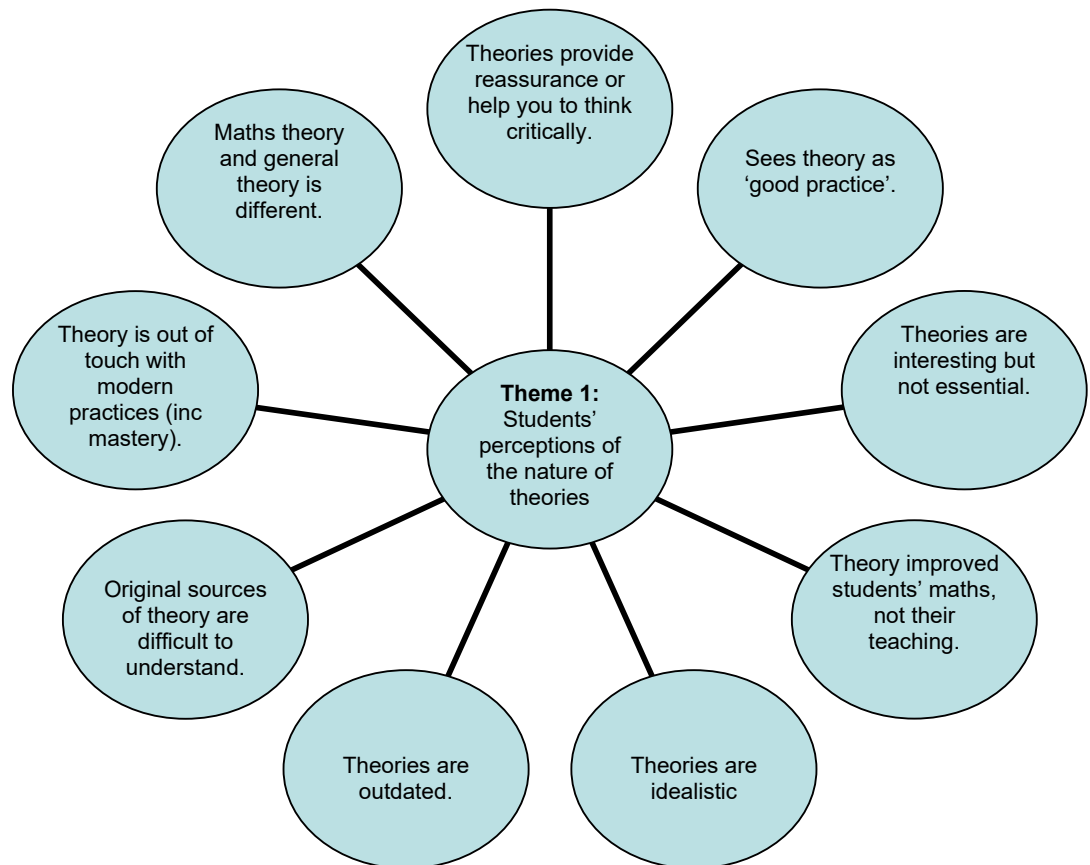 Theories provide
reassurance or
help you to think
critically.
Sees theory as
‘good practice’.
Theories are
interesting but
not essential.
Theory improved
students’ maths,
not their
teaching.
Theories are
idealistic
Theories are
outdated.
Original sources
of theory are
difficult to
understand.
Theory is out of
touch with
modern
practices (inc
mastery).
Maths theory
and general
theory is
different.
Theme 1:
Students’
perceptions of
the nature of
theories